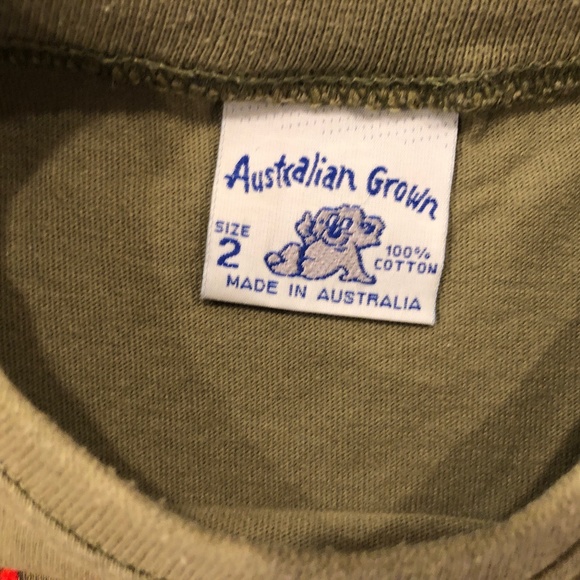 Australian Grown
SIZE
2
100%
COTTON
MADE IN AUSTRALIA